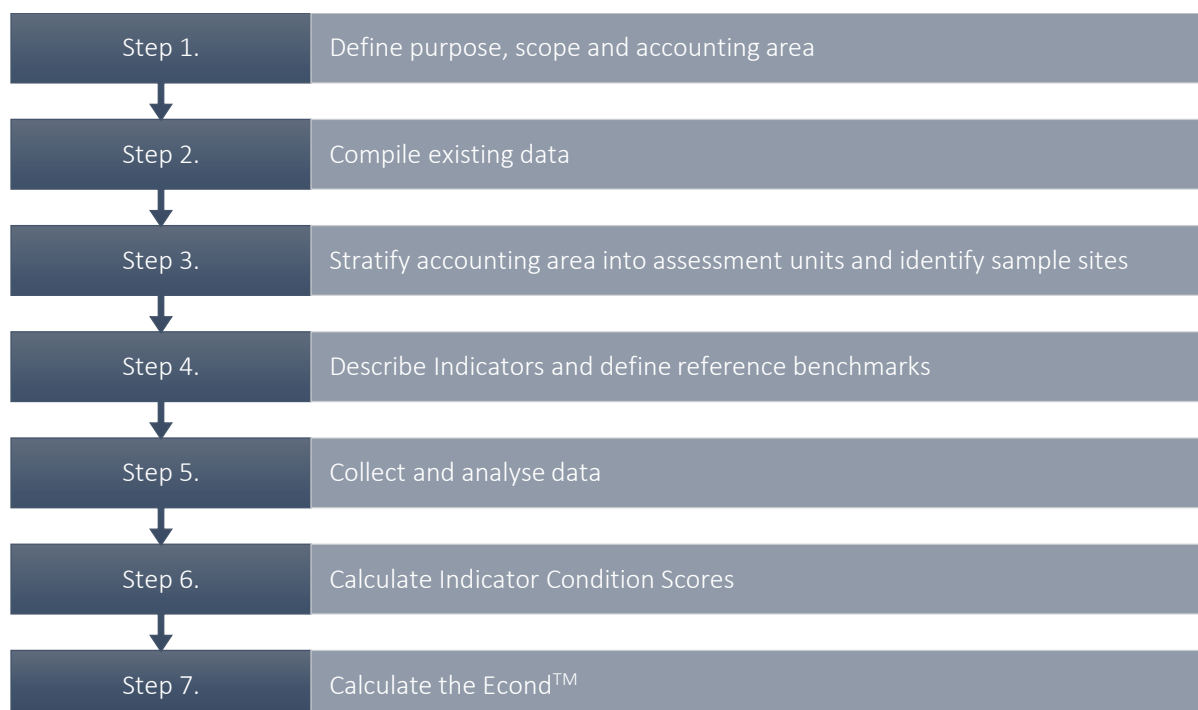 Step 1. Define purpose, scope and accounting area
Step 2. Compile existing data
Step 3. Stratify accounting area into assessment units and identify sample sites
Step 4. Describe Indicators and define reference benchmarks
Step 5. Collect and analyse data
Step 6. Calculate Indicator Condition Scores
Step 7. Calculate the Econd™